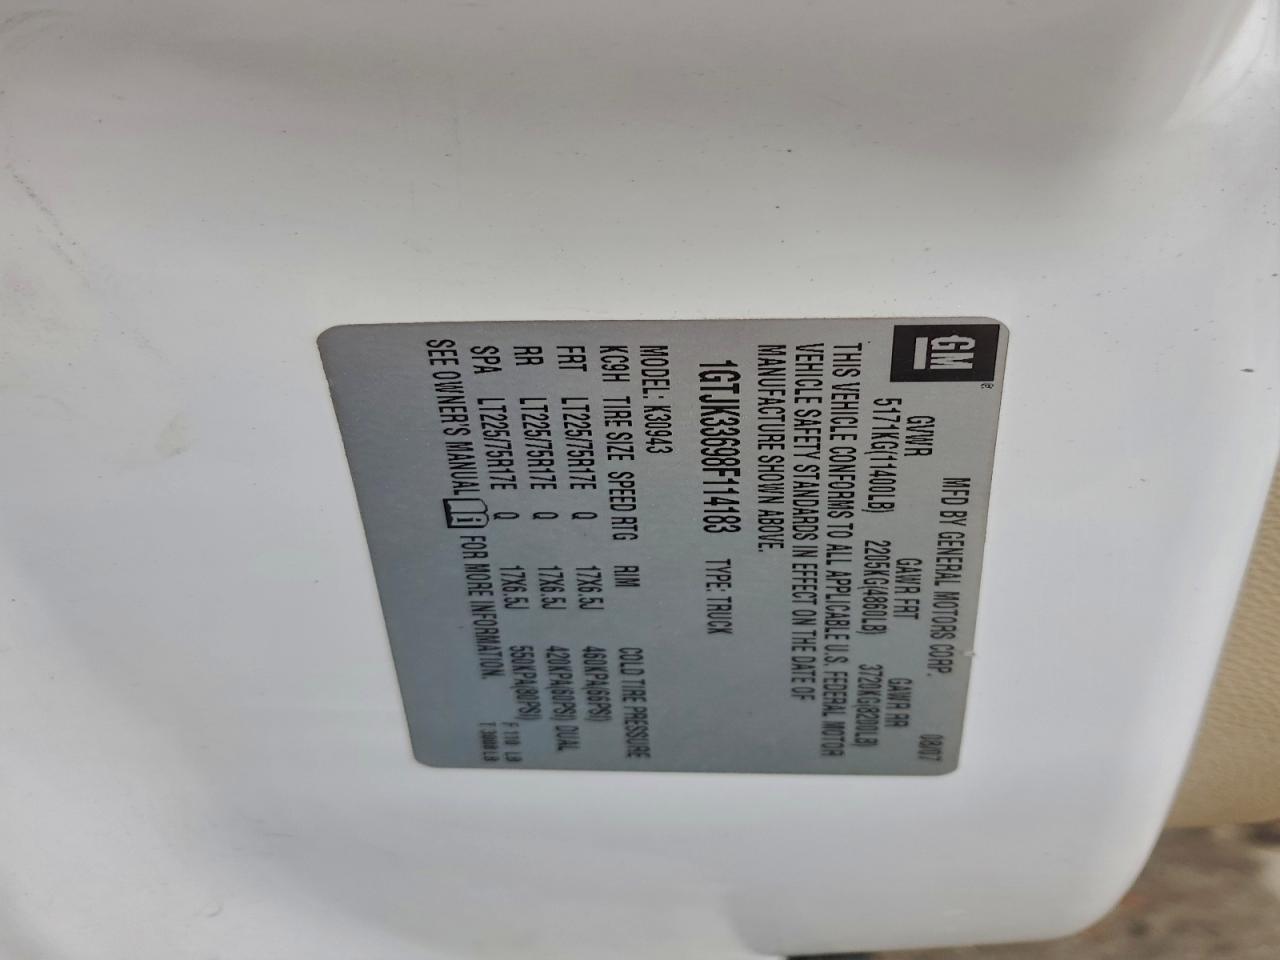 GM
®
MFD BY GENERAL MOTORS CORP. 08/07
GVWR GAWR FRT GAWR RR
5171KG(11400LB) 2205KG(4860LB) 3720KG(8200LB)
THIS VEHICLE CONFORMS TO ALL APPLICABLE U.S. FEDERAL MOTOR
VEHICLE SAFETY STANDARDS IN EFFECT ON THE DATE OF
MANUFACTURE SHOWN ABOVE.
1GTJK33698F114183 TYPE: TRUCK
MODEL: K30943
KC9H TIRE SIZE SPEED RTG RIM COLD TIRE PRESSURE
FRT LT225/75R17E Q 17X6.5J 460KPA(66PSI)
RR LT225/75R17E Q 17X6.5J 420KPA(60PSI) DUAL
SPA LT225/75R17E Q 17X6.5J 550KPA(80PSI)
SEE OWNER'S MANUAL FOR MORE INFORMATION.
F 110 LB
T: 3000 LB